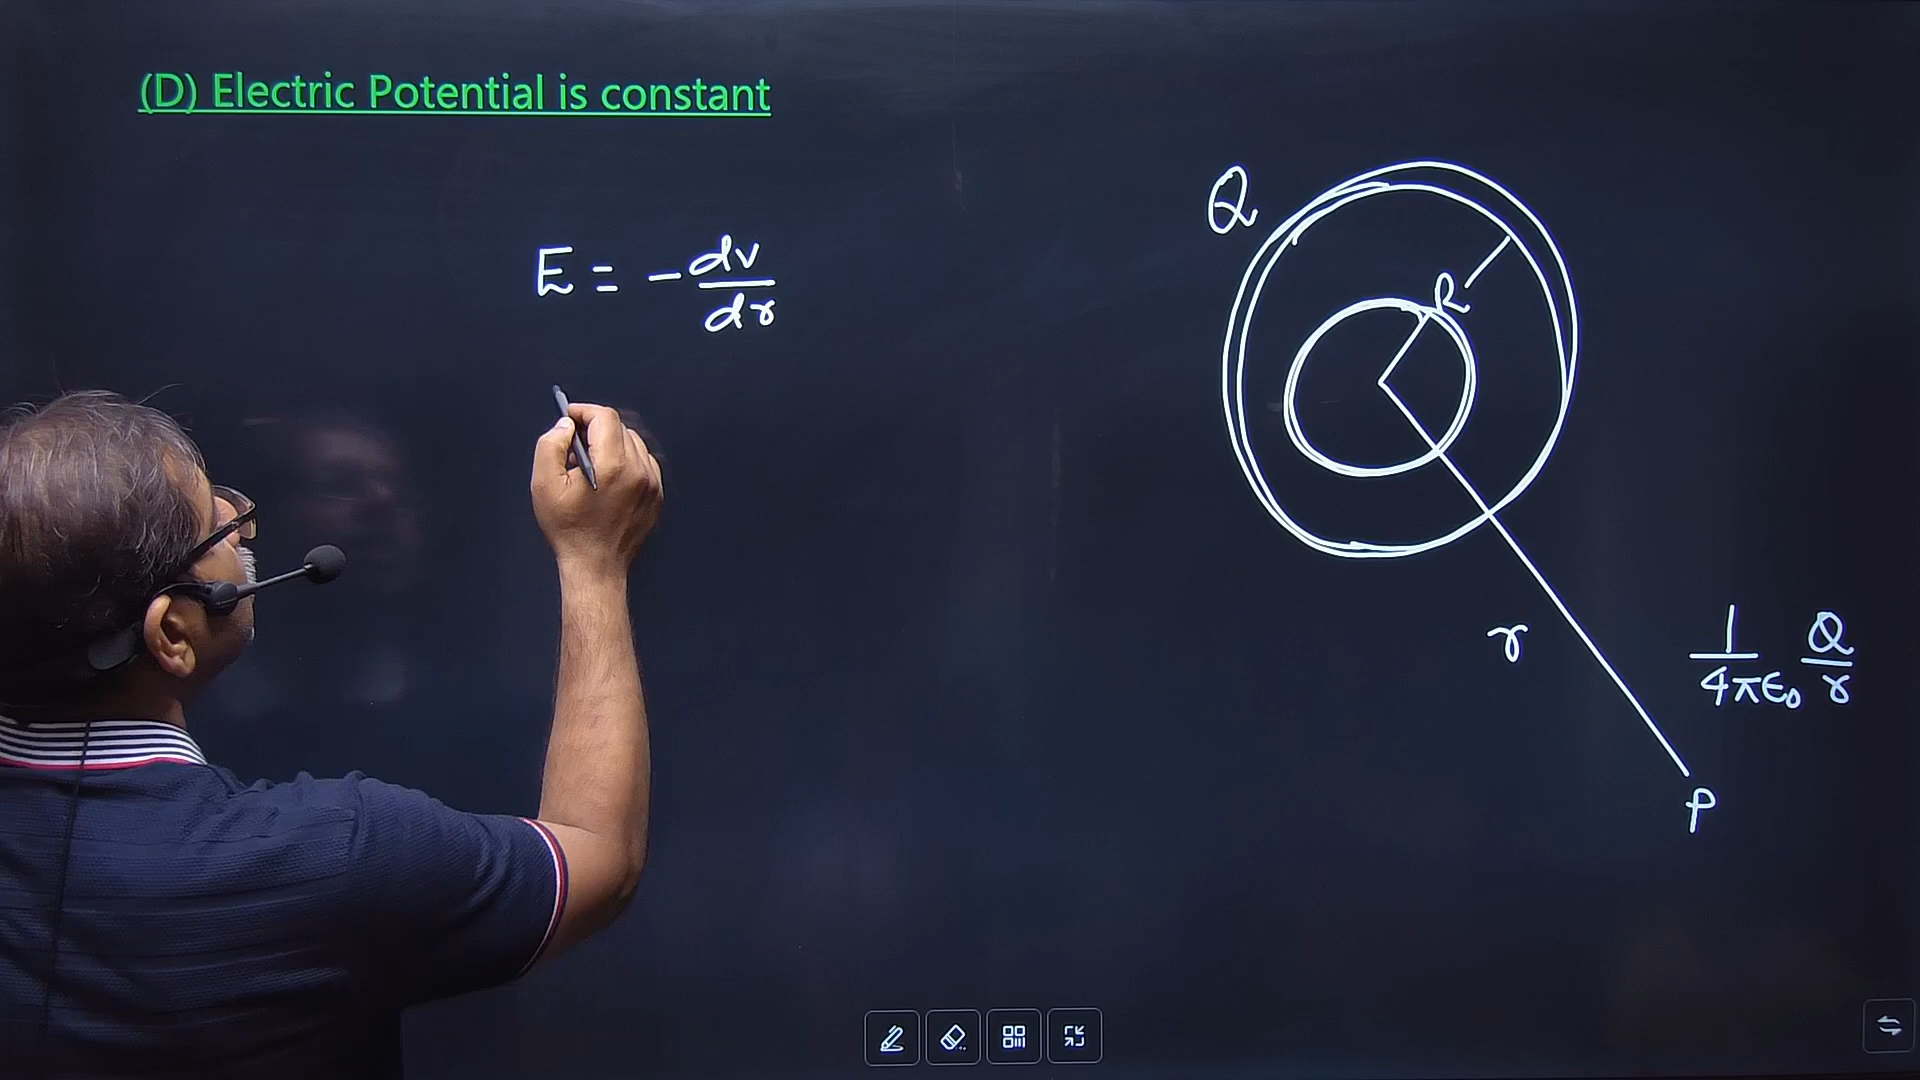 (D) Electric Potential is constant
E = - dv/dr
Q
R
r
1/4πϵ₀ Q/r
P